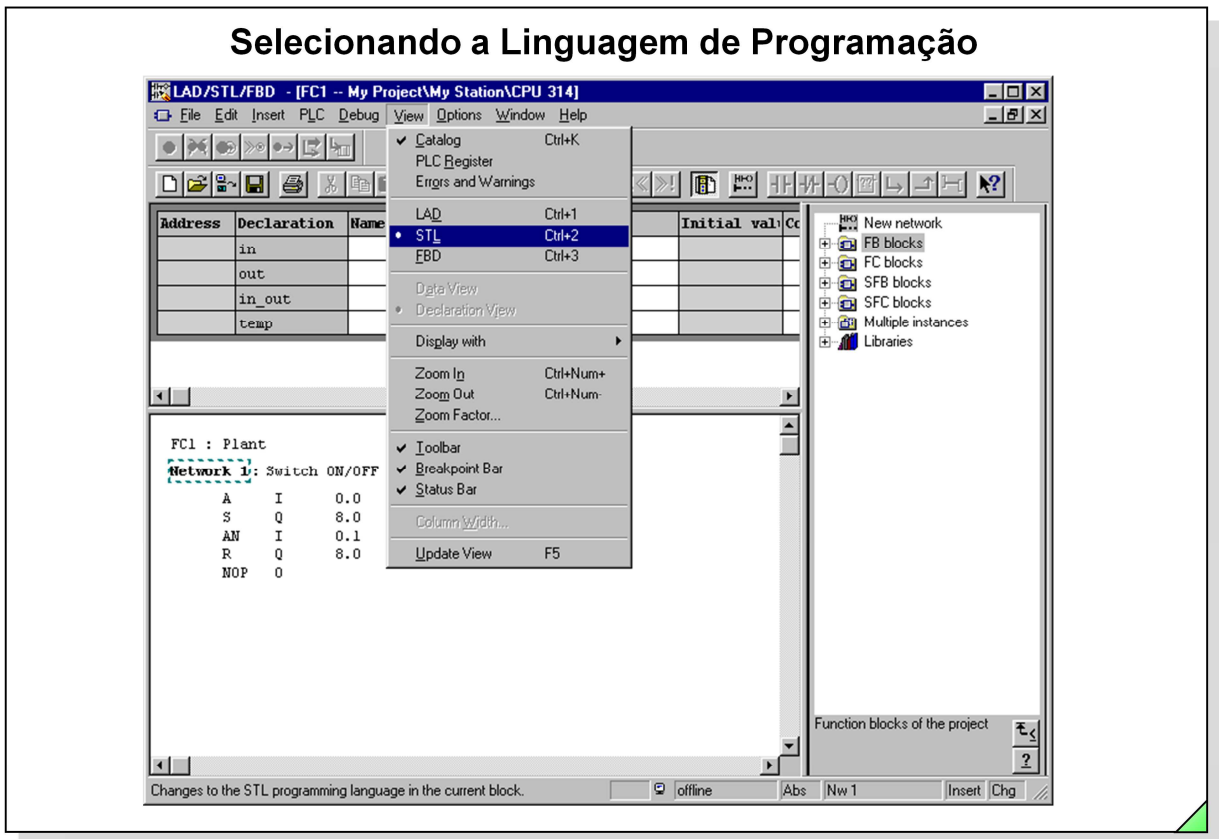 Selecionando a Linguagem de Programação
LAD/STL/FBD - [FC1 -- My Project\My Station\CPU 314]
File Edit Insert PLC Debug View Options Window Help
Catalog Ctrl+K
PLC Register
Errors and Warnings
LAD Ctrl+1
STL Ctrl+2
FBD Ctrl+3
Data View
Declaration View
Display with
Zoom In Ctrl+Num+
Zoom Out Ctrl+Num-
Zoom Factor...
Toolbar
Breakpoint Bar
Status Bar
Column Width...
Update View F5
Address Declaration Name Initial val Co
in
out
in_out
temp
FC1 : Plant
Network 1: Switch ON/OFF
A I 0.0
S Q 8.0
AN I 0.1
R Q 8.0
NOP 0
New network
FB blocks
FC blocks
SFB blocks
SFC blocks
Multiple instances
Libraries
Function blocks of the project
Changes to the STL programming language in the current block. offline Abs Nw 1 Insert Chg